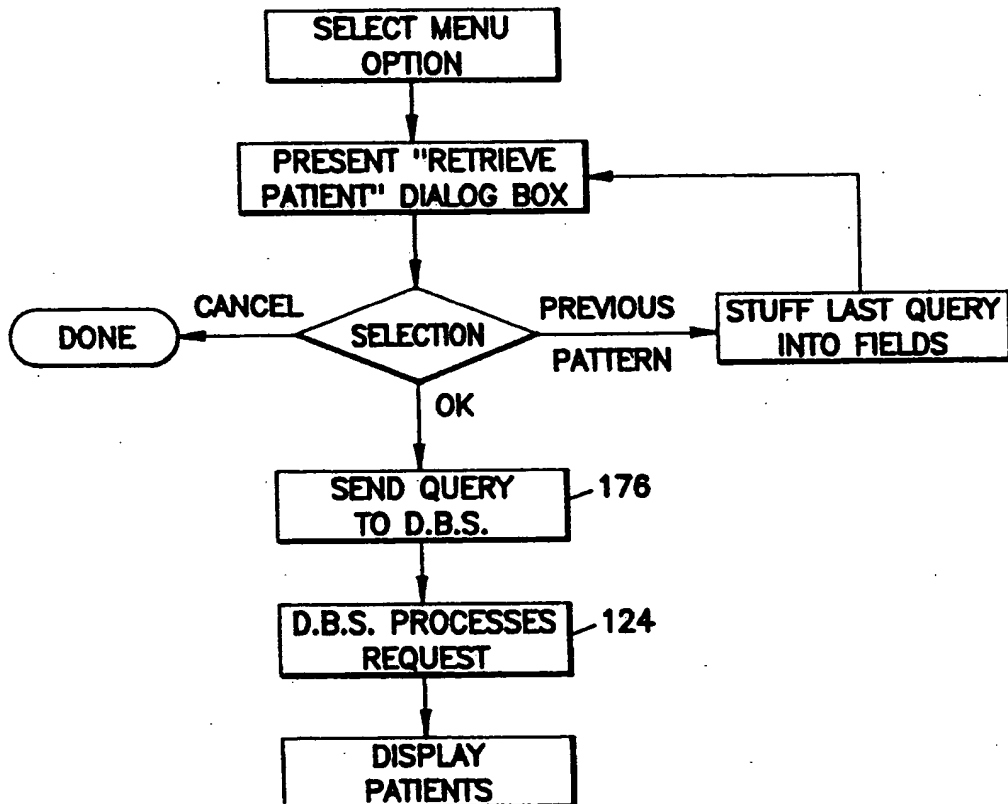 SELECT MENU
OPTION
PRESENT "RETRIEVE
PATIENT" DIALOG BOX
CANCEL
DONE
SELECTION
PREVIOUS
PATTERN
STUFF LAST QUERY
INTO FIELDS
OK
SEND QUERY
TO D.B.S.
176
D.B.S. PROCESSES
REQUEST
124
DISPLAY
PATIENTS